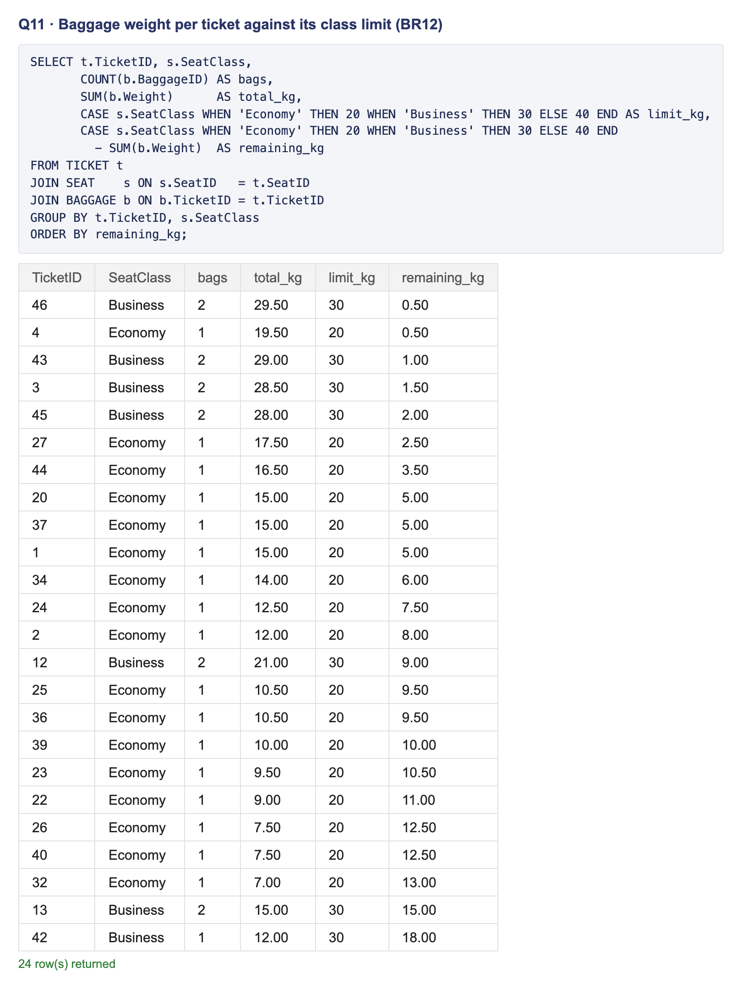 Q11 · Baggage weight per ticket against its class limit (BR12)
SELECT t.TicketID, s.SeatClass,
       COUNT(b.BaggageID) AS bags,
       SUM(b.Weight)      AS total_kg,
       CASE s.SeatClass WHEN 'Economy' THEN 20 WHEN 'Business' THEN 30 ELSE 40 END AS limit_kg,
       CASE s.SeatClass WHEN 'Economy' THEN 20 WHEN 'Business' THEN 30 ELSE 40 END
         - SUM(b.Weight)  AS remaining_kg
FROM TICKET t
JOIN SEAT    s ON s.SeatID   = t.SeatID
JOIN BAGGAGE b ON b.TicketID = t.TicketID
GROUP BY t.TicketID, s.SeatClass
ORDER BY remaining_kg;
TicketID SeatClass bags total_kg limit_kg remaining_kg
46 Business 2 29.50 30 0.50
4 Economy 1 19.50 20 0.50
43 Business 2 29.00 30 1.00
3 Business 2 28.50 30 1.50
45 Business 2 28.00 30 2.00
27 Economy 1 17.50 20 2.50
44 Economy 1 16.50 20 3.50
20 Economy 1 15.00 20 5.00
37 Economy 1 15.00 20 5.00
1 Economy 1 15.00 20 5.00
34 Economy 1 14.00 20 6.00
24 Economy 1 12.50 20 7.50
2 Economy 1 12.00 20 8.00
12 Business 2 21.00 30 9.00
25 Economy 1 10.50 20 9.50
36 Economy 1 10.50 20 9.50
39 Economy 1 10.00 20 10.00
23 Economy 1 9.50 20 10.50
22 Economy 1 9.00 20 11.00
26 Economy 1 7.50 20 12.50
40 Economy 1 7.50 20 12.50
32 Economy 1 7.00 20 13.00
13 Business 2 15.00 30 15.00
42 Business 1 12.00 30 18.00
24 row(s) returned